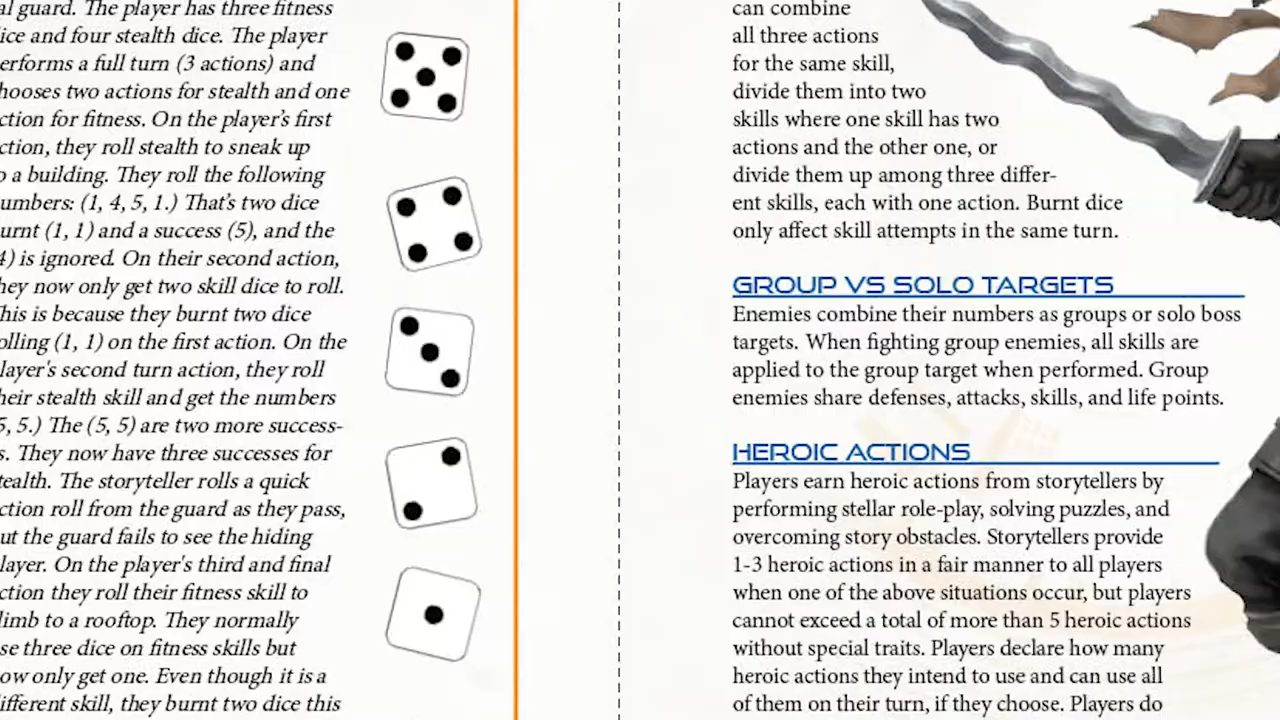 al guard. The player has three fitness
ice and four stealth dice. The player
erforms a full turn (3 actions) and
hooses two actions for stealth and one
ction for fitness. On the player's first
ction, they roll stealth to sneak up
o a building. They roll the following
umbers: (1, 4, 5, 1.) That's two dice
urnt (1, 1) and a success (5), and the
4) is ignored. On their second action,
hey now only get two skill dice to roll.
This is because they burnt two dice
olling (1, 1) on the first action. On the
layer's second turn action, they roll
heir stealth skill and get the numbers
5, 5.) The (5, 5) are two more success-
s. They now have three successes for
tealth. The storyteller rolls a quick
ction roll from the guard as they pass,
ut the guard fails to see the hiding
layer. On the player's third and final
ction they roll their fitness skill to
limb to a rooftop. They normally
se three dice on fitness skills but
ow only get one. Even though it is a
ifferent skill, they burnt two dice this
can combine
all three actions
for the same skill,
divide them into two
skills where one skill has two
actions and the other one, or
divide them up among three differ-
ent skills, each with one action. Burnt dice
only affect skill attempts in the same turn.
GROUP VS SOLO TARGETS
Enemies combine their numbers as groups or solo boss
targets. When fighting group enemies, all skills are
applied to the group target when performed. Group
enemies share defenses, attacks, skills, and life points.
HEROIC ACTIONS
Players earn heroic actions from storytellers by
performing stellar role-play, solving puzzles, and
overcoming story obstacles. Storytellers provide
1-3 heroic actions in a fair manner to all players
when one of the above situations occur, but players
cannot exceed a total of more than 5 heroic actions
without special traits. Players declare how many
heroic actions they intend to use and can use all
of them on their turn, if they choose. Players do